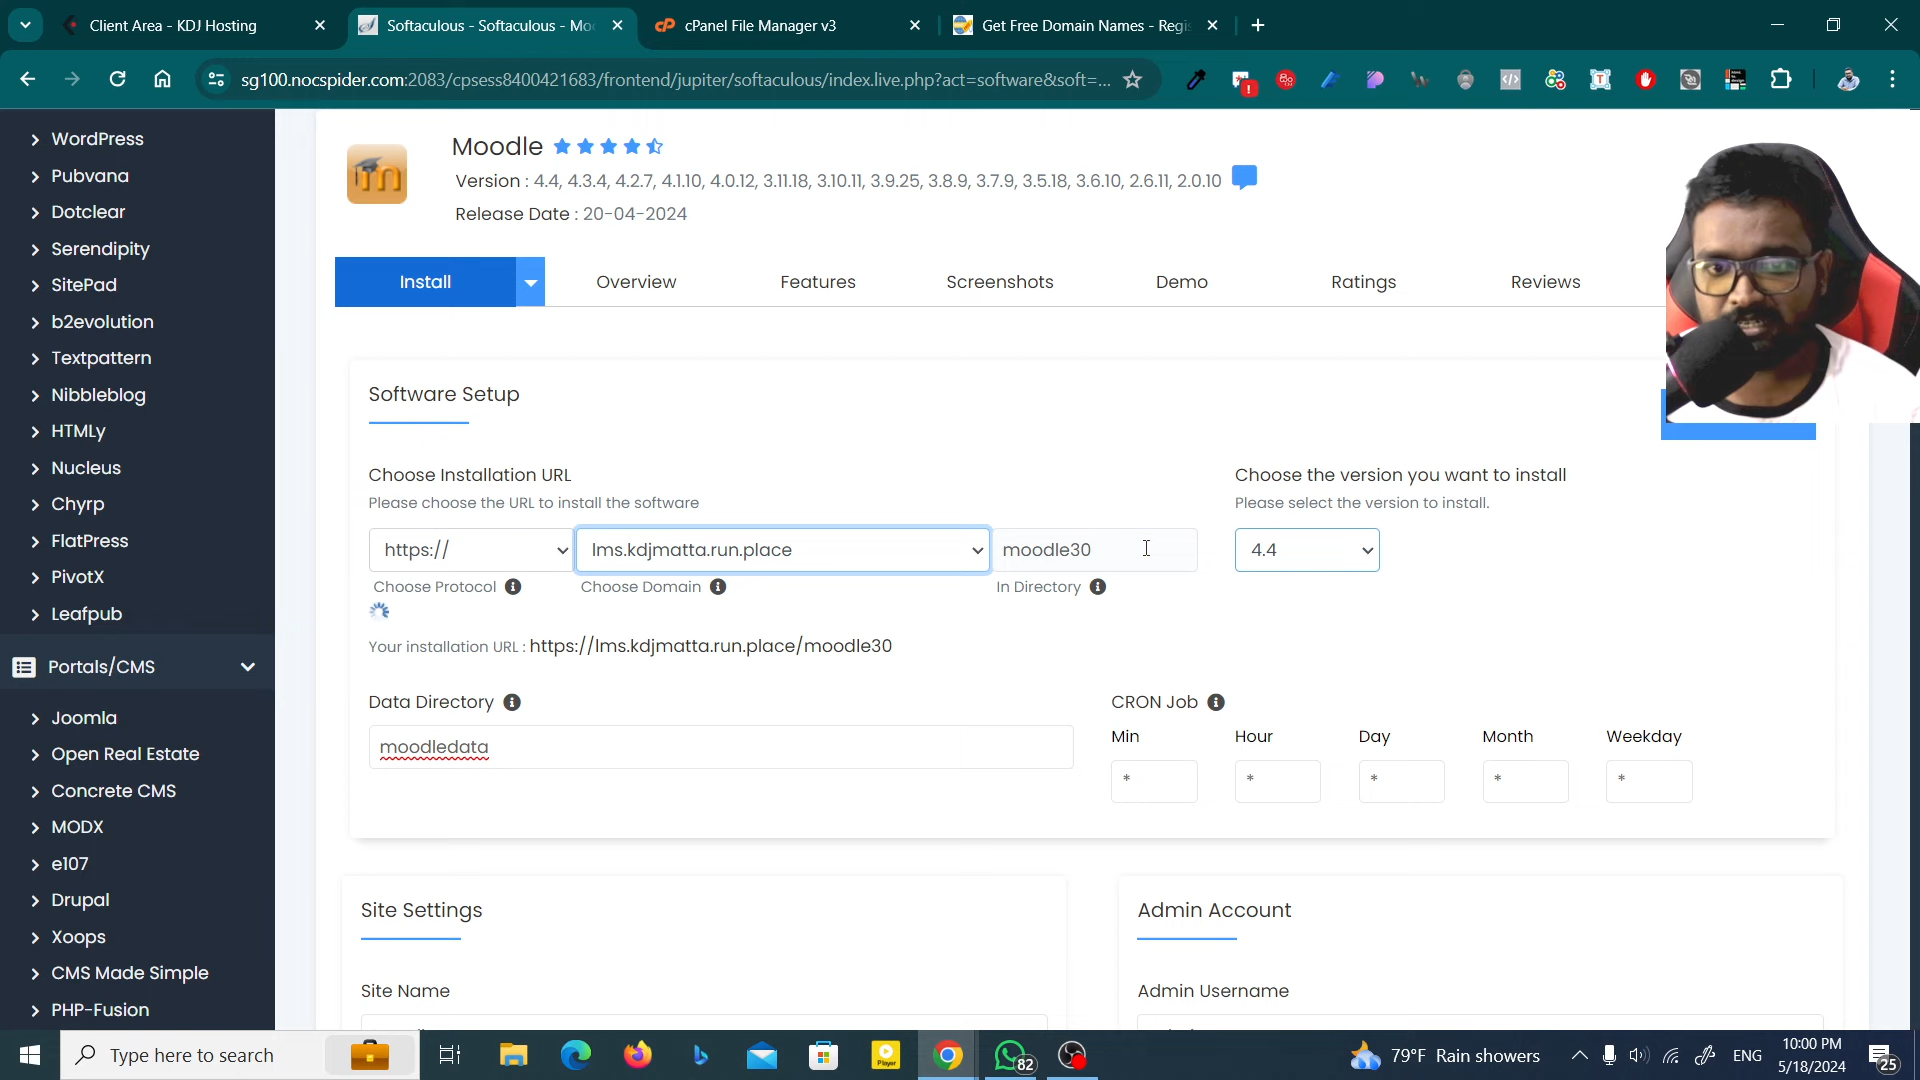 Client Area - KDJ Hosting
Softaculous - Softaculous - Mo
cPanel File Manager v3
Get Free Domain Names - Regi
sg100.nocspider.com:2083/cpsess8400421683/frontend/jupiter/softaculous/index.live.php?act=software&soft=...
WordPress
Pubvana
Dotclear
Serendipity
SitePad
b2evolution
Textpattern
Nibbleblog
HTMLy
Nucleus
Chyrp
FlatPress
PivotX
Leafpub
Portals/CMS
Joomla
Open Real Estate
Concrete CMS
MODX
e107
Drupal
Xoops
CMS Made Simple
PHP-Fusion
Moodle
Version : 4.4, 4.3.4, 4.2.7, 4.1.10, 4.0.12, 3.11.18, 3.10.11, 3.9.25, 3.8.9, 3.7.9, 3.5.18, 3.6.10, 2.6.11, 2.0.10
Release Date : 20-04-2024
Install
Overview
Features
Screenshots
Demo
Ratings
Reviews
Software Setup
Choose Installation URL
Please choose the URL to install the software
https://
lms.kdjmatta.run.place
moodle30
Choose Protocol
Choose Domain
In Directory
Your installation URL : https://lms.kdjmatta.run.place/moodle30
Choose the version you want to install
Please select the version to install.
4.4
Data Directory
moodledata
CRON Job
Min
Hour
Day
Month
Weekday
*
*
*
*
*
Site Settings
Site Name
Admin Account
Admin Username
Type here to search
Player
82
79°F Rain showers
ENG
10:00 PM
5/18/2024
25